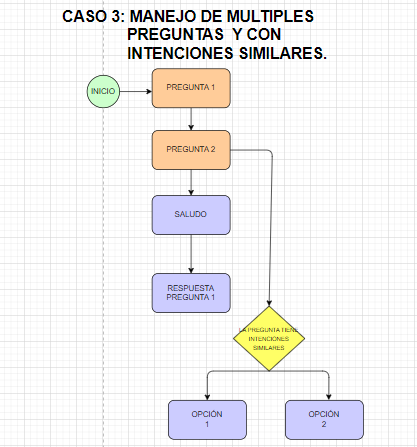 CASO 3: MANEJO DE MULTIPLES
PREGUNTAS Y CON
INTENCIONES SIMILARES.
INICIO
PREGUNTA 1
PREGUNTA 2
SALUDO
RESPUESTA
PREGUNTA 1
LA PREGUNTA TIENE
INTENCIONES
SIMILARES
OPCIÓN
1
OPCIÓN
2